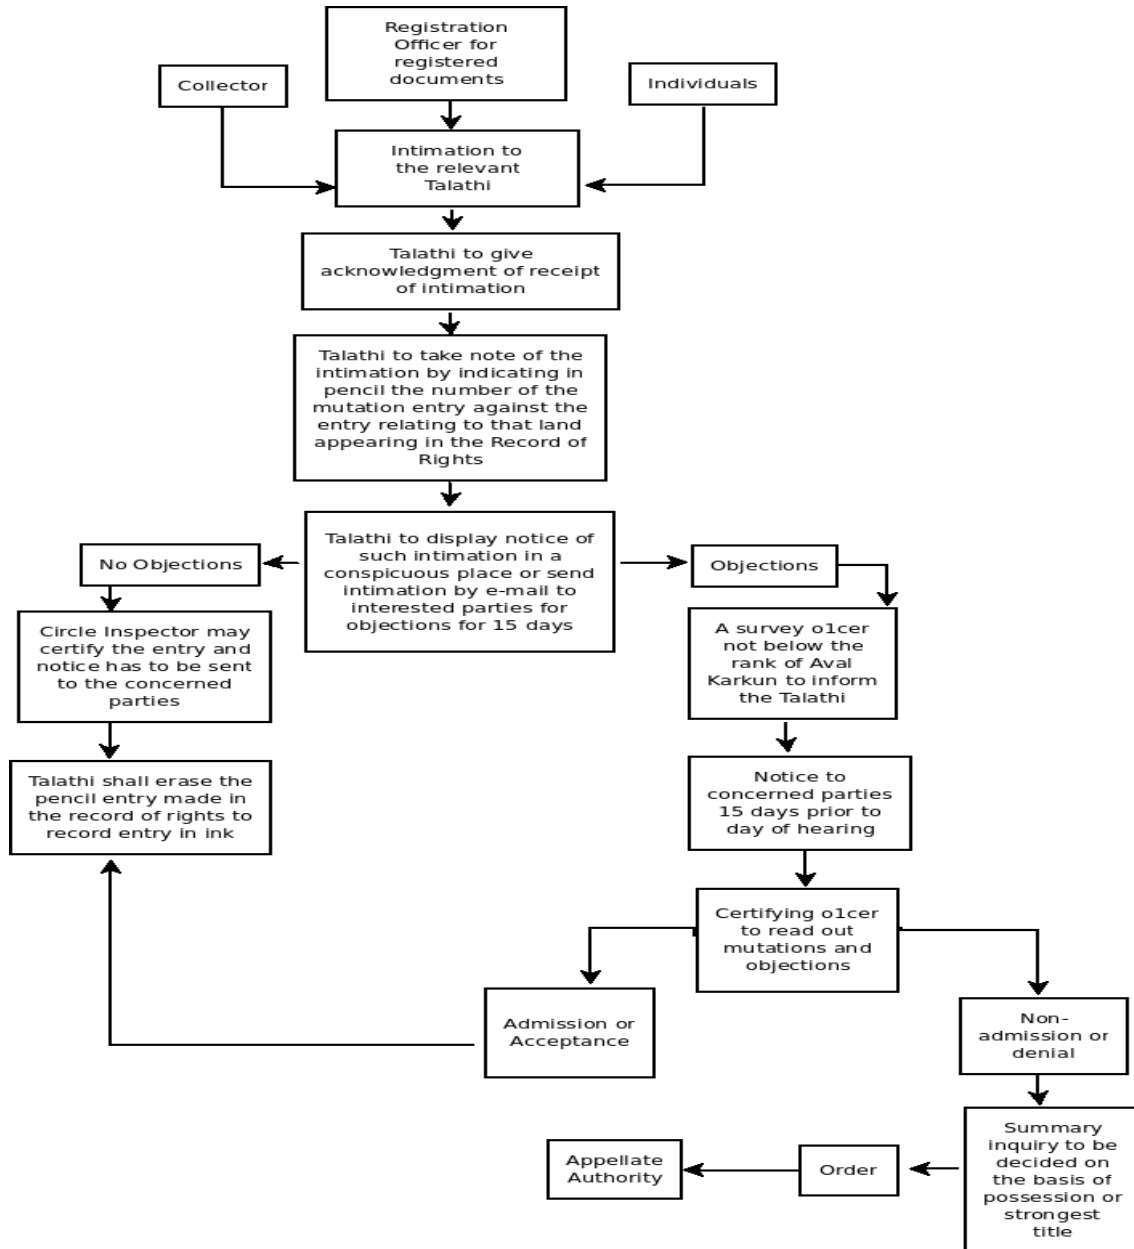 Registration
Officer for
registered
documents
Collector
Individuals
Intimation to
the relevant
Talathi
Talathi to give
acknowledgment of receipt
of intimation
Talathi to take note of the
intimation by indicating in
pencil the number of the
mutation entry against the
entry relating to that land
appearing in the Record of
Rights
Talathi to display notice of
such intimation in a
conspicuous place or send
intimation by e-mail to
interested parties for
objections for 15 days
No Objections
Objections
Circle Inspector may
certify the entry and
notice has to be sent
to the concerned
parties
A survey o1cer
not below the
rank of Aval
Karkun to inform
the Talathi
Talathi shall erase the
pencil entry made in
the record of rights to
record entry in ink
Notice to
concerned parties
15 days prior to
day of hearing
Certifying o1cer
to read out
mutations and
objections
Admission or
Acceptance
Non-
admission or
denial
Summary
inquiry to be
decided on
the basis of
possession or
strongest
title
Order
Appellate
Authority